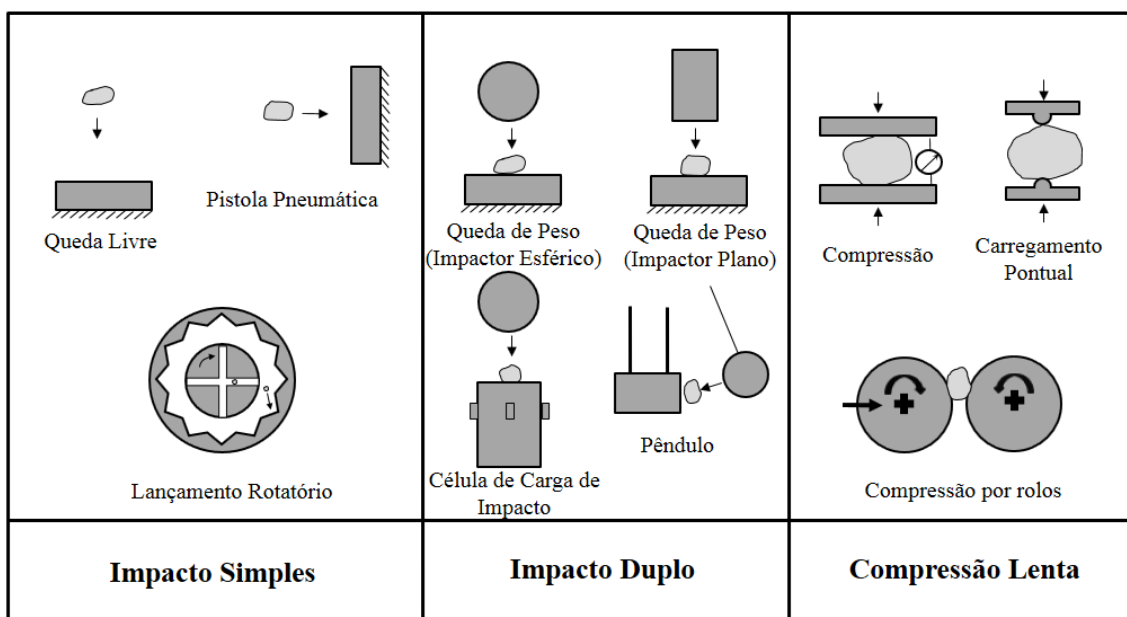 Queda Livre
Pistola Pneumática
Lançamento Rotatório
Queda de Peso
(Impactor Esférico)
Queda de Peso
(Impactor Plano)
Célula de Carga de
Impacto
Pêndulo
Compressão
Carregamento
Pontual
Compressão por rolos
Impacto Simples
Impacto Duplo
Compressão Lenta